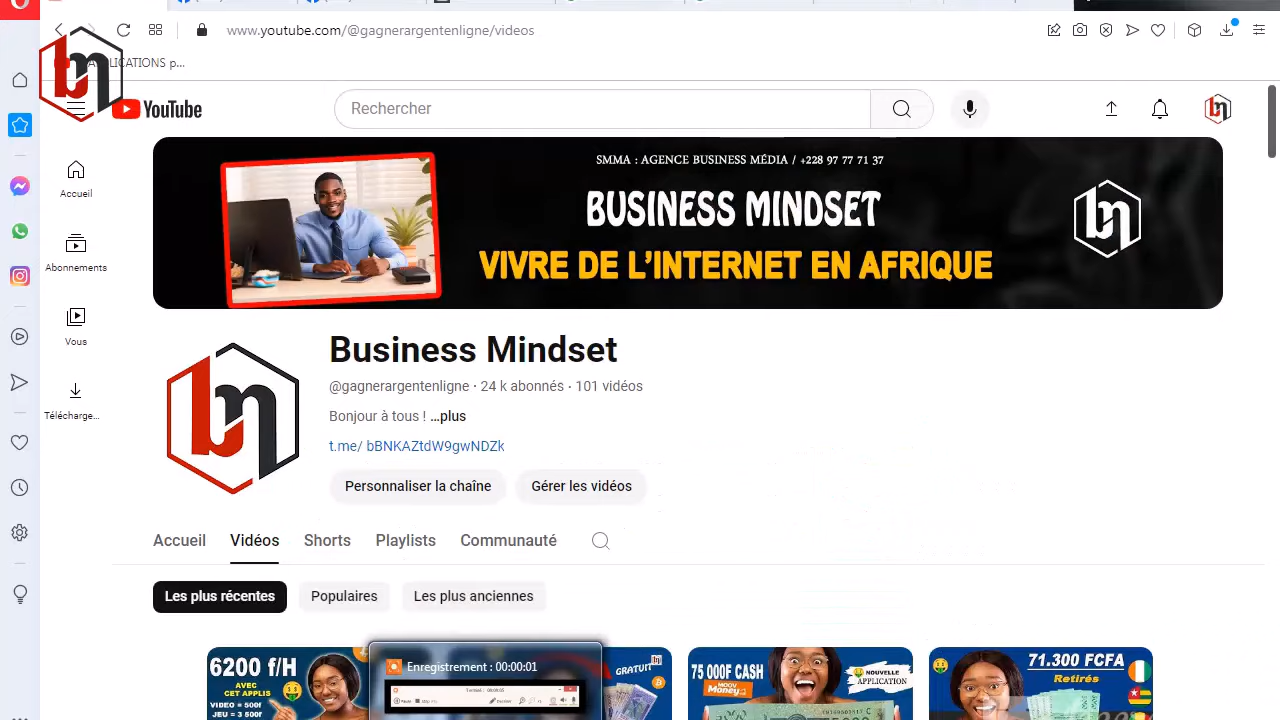 www.youtube.com/@gagnerargentenligne/videos
APPLICATIONS p...
YouTube
Rechercher
SMMA : AGENCE BUSINESS MÉDIA / +228 97 77 71 37
BUSINESS MINDSET
VIVRE DE L'INTERNET EN AFRIQUE
Accueil
Abonnements
Vous
Télécharge...
Business Mindset
@gagnerargentenligne · 24 k abonnés · 101 vidéos
Bonjour à tous ! ...plus
t.me/ bBNKAZtdW9gwNDZk
Personnaliser la chaîne
Gérer les vidéos
Accueil
Vidéos
Shorts
Playlists
Communauté
Les plus récentes
Populaires
Les plus anciennes
6200 f/H
AVEC
CET APPLIS
VIDEO = 500f
JEU = 3 500f
Enregistrement : 00:00:01
GRATUIT
75 000F CASH
MOOV
Money
NOUVELLE
APPLICATION
71.300 FCFA
Retirés